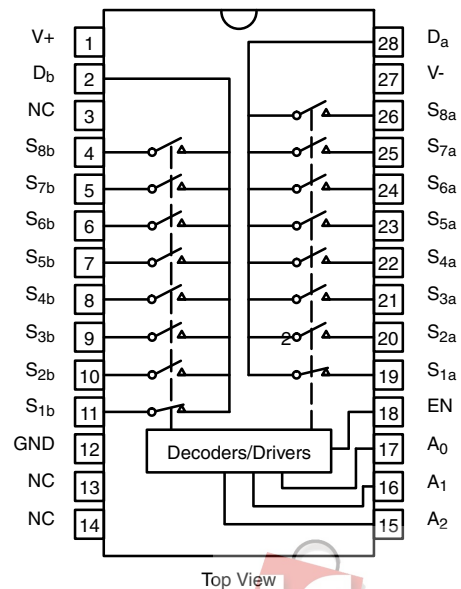 V+ 1 28 Da
Db 2 27 V-
NC 3 26 S8a
S8b 4 25 S7a
S7b 5 24 S6a
S6b 6 23 S5a
S5b 7 22 S4a
S4b 8 21 S3a
S3b 9 2 20 S2a
S2b 10 19 S1a
S1b 11 18 EN
GND 12 Decoders/Drivers 17 A0
NC 13 16 A1
NC 14 15 A2
Top View